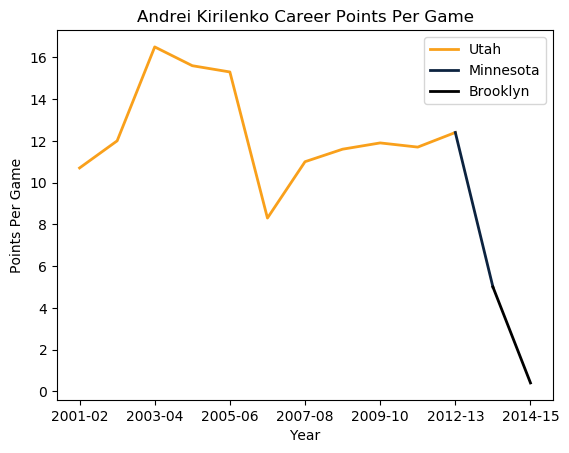 Andrei Kirilenko Career Points Per Game
Utah
Minnesota
Brooklyn
Points Per Game
16
14
12
10
8
6
4
2
0
2001-02 2003-04 2005-06 2007-08 2009-10 2012-13 2014-15
Year